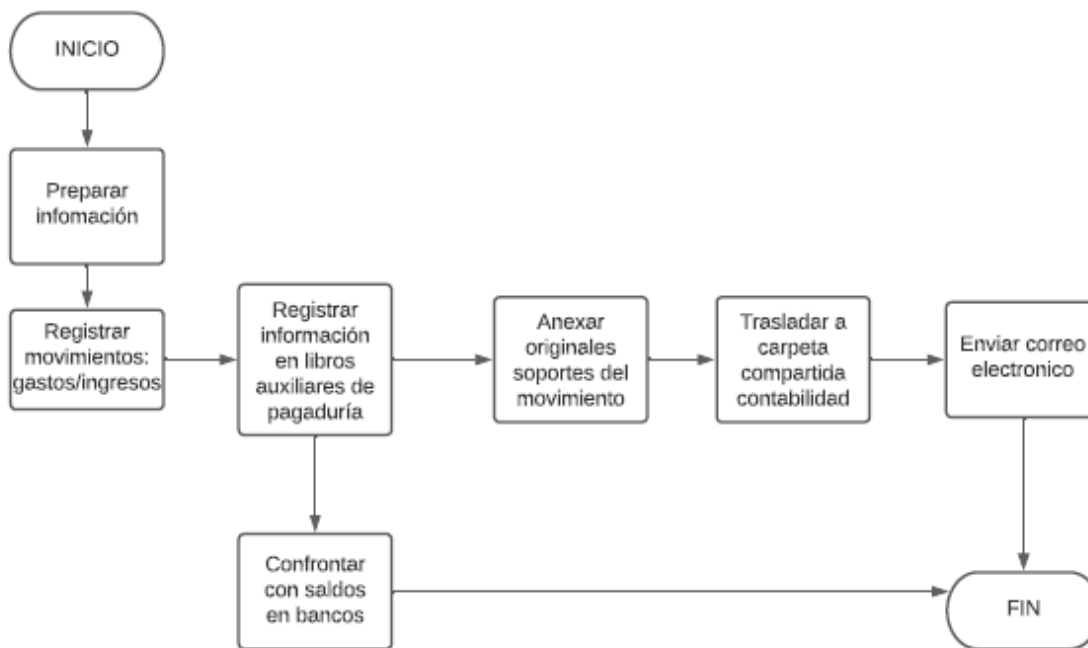 INICIO
Preparar
infomación
Registrar
movimientos:
gastos/ingresos
Registrar
información
en libros
auxiliares de
pagaduría
Anexar
originales
soportes del
movimiento
Trasladar a
carpeta
compartida
contabilidad
Enviar correo
electronico
Confrontar
con saldos
en bancos
FIN